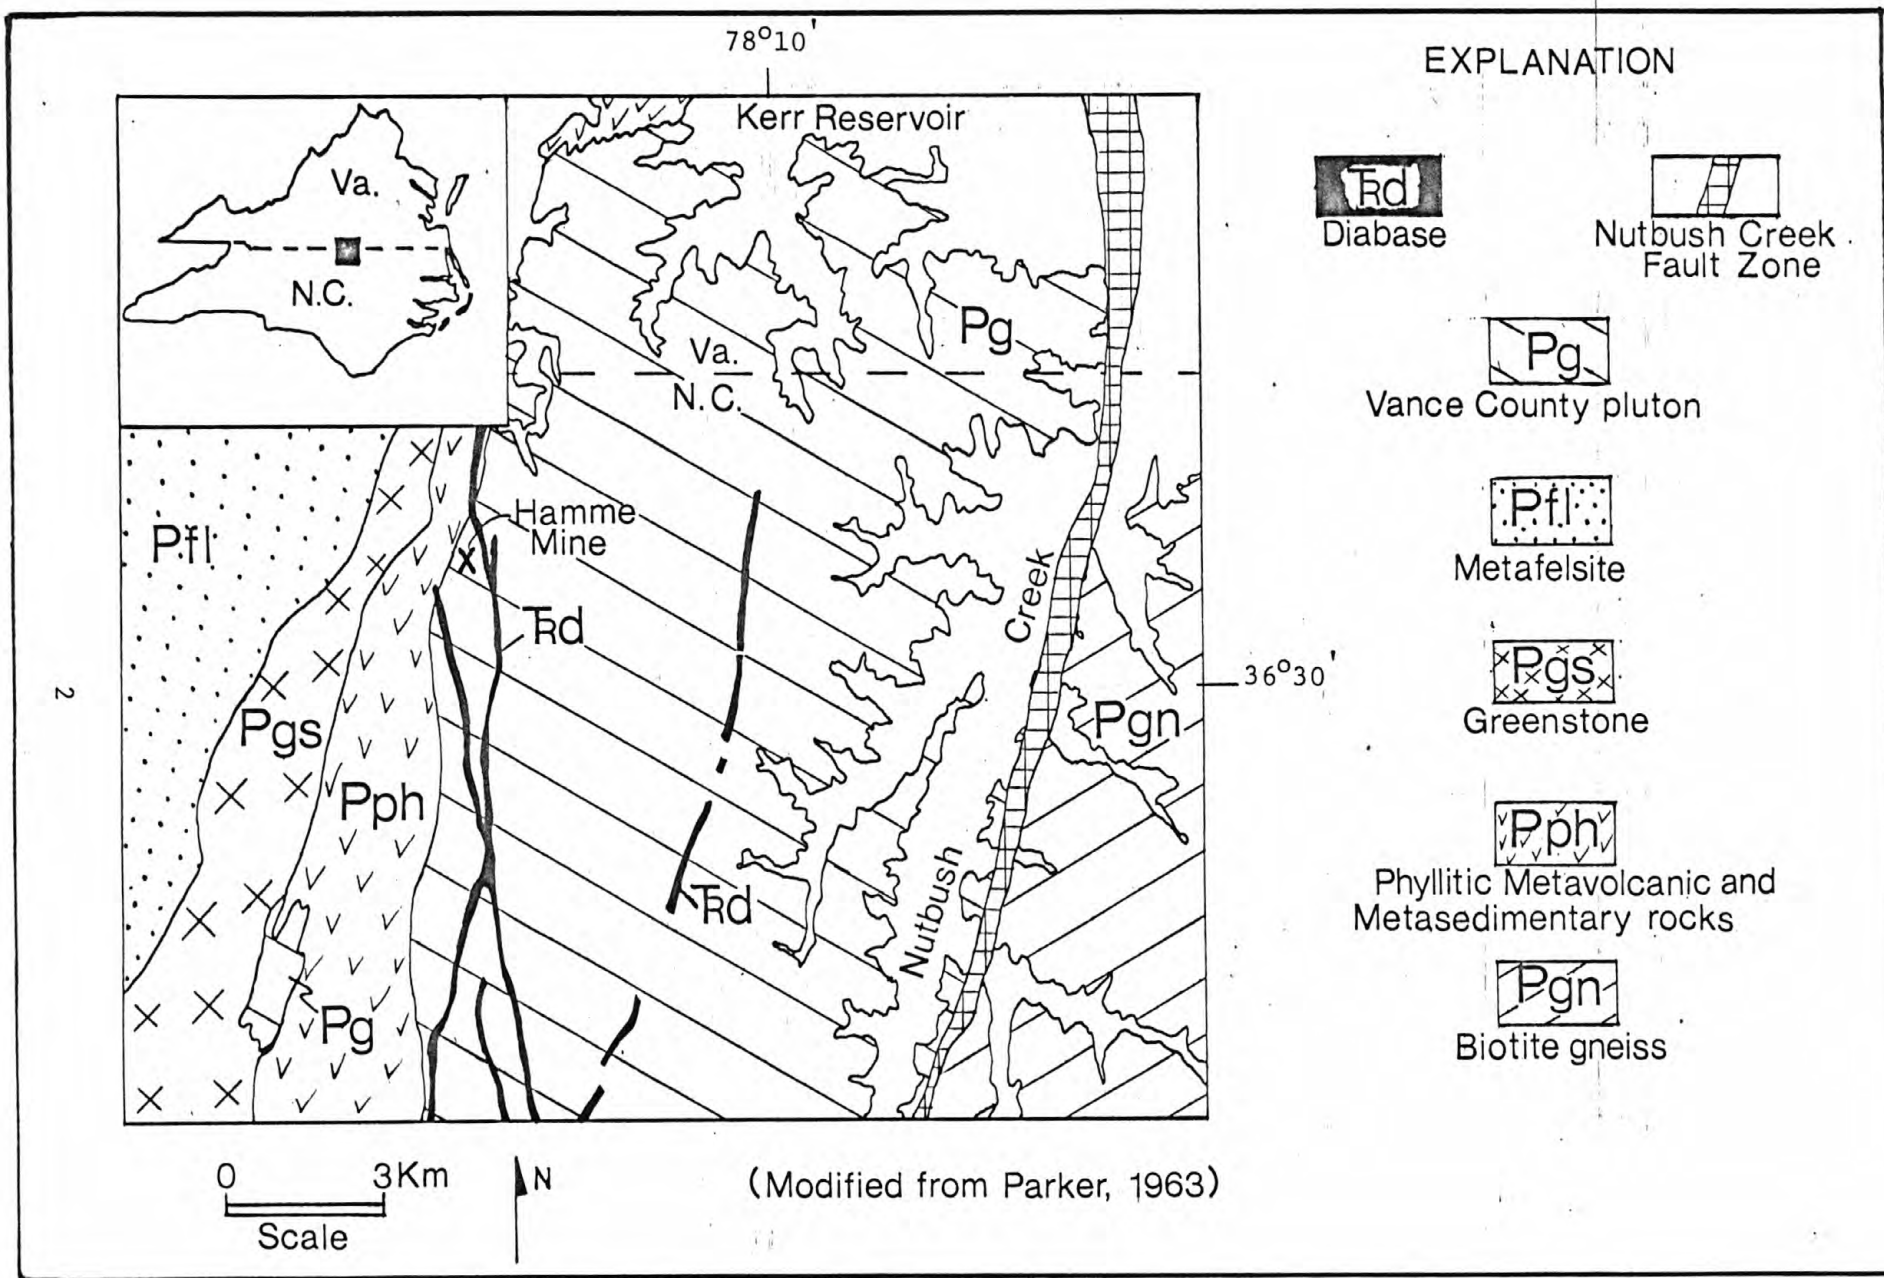 78°10'
EXPLANATION
Kerr Reservoir
Va.
N.C.
TRd
Diabase
Nutbush Creek
Fault Zone
Pg
Va.
N.C.
Pg
Vance County pluton
Hamme
Mine
X
Pfl
Pfl
Metafelsite
Creek
TRd
36°30'
Pgs
Greenstone
2
Pgs
Pgn
Pph
Pph
Phyllitic Metavolcanic and
Metasedimentary rocks
TRd
Nutbush
Pg
Pgn
Biotite gneiss
0 3Km
Scale
N
(Modified from Parker, 1963)